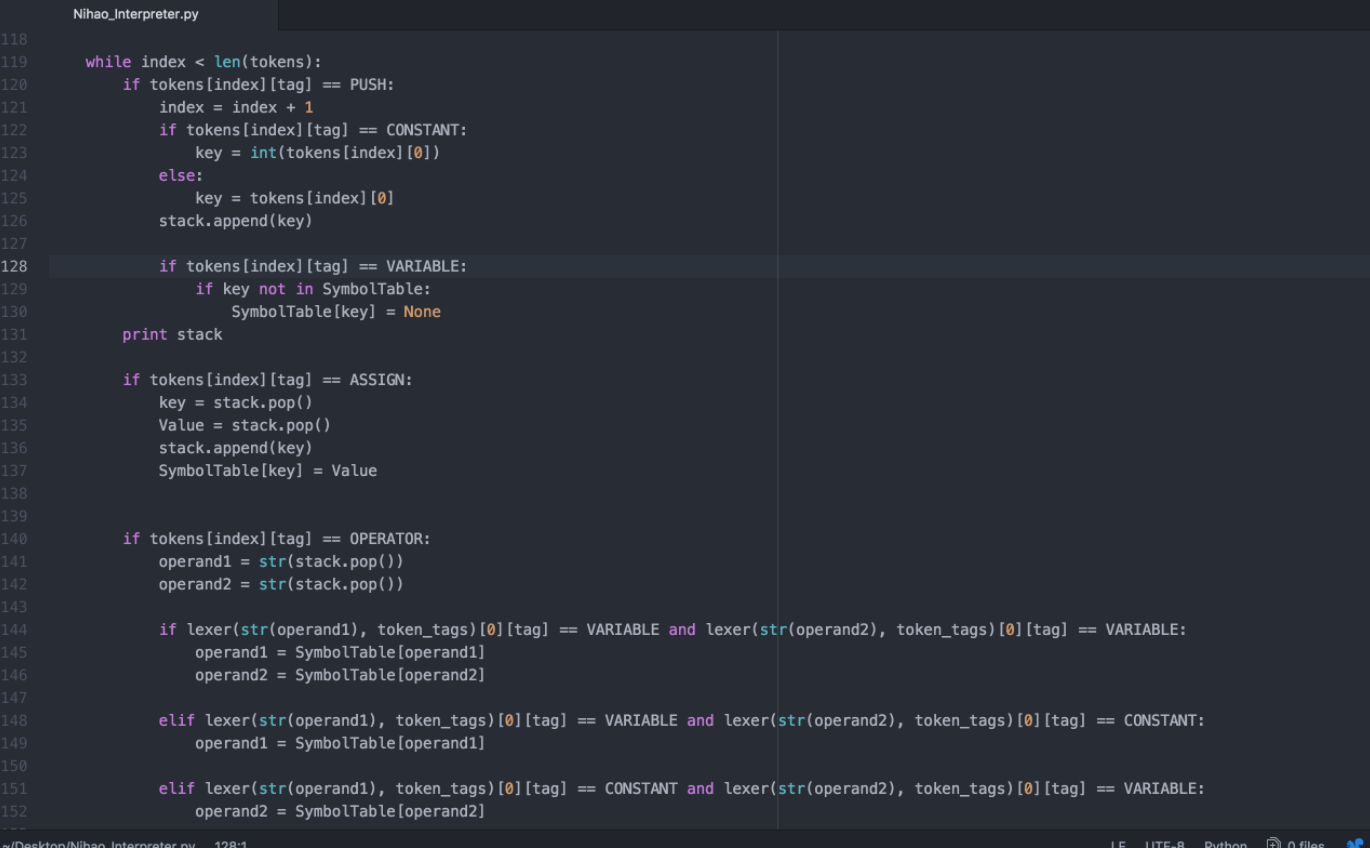 Nihao_Interpreter.py
118
119 while index < len(tokens):
120 if tokens[index][tag] == PUSH:
121 index = index + 1
122 if tokens[index][tag] == CONSTANT:
123 key = int(tokens[index][0])
124 else:
125 key = tokens[index][0]
126 stack.append(key)
127
128 if tokens[index][tag] == VARIABLE:
129 if key not in SymbolTable:
130 SymbolTable[key] = None
131 print stack
132
133 if tokens[index][tag] == ASSIGN:
134 key = stack.pop()
135 Value = stack.pop()
136 stack.append(key)
137 SymbolTable[key] = Value
138
139
140 if tokens[index][tag] == OPERATOR:
141 operand1 = str(stack.pop())
142 operand2 = str(stack.pop())
143
144 if lexer(str(operand1), token_tags)[0][tag] == VARIABLE and lexer(str(operand2), token_tags)[0][tag] == VARIABLE:
145 operand1 = SymbolTable[operand1]
146 operand2 = SymbolTable[operand2]
147
148 elif lexer(str(operand1), token_tags)[0][tag] == VARIABLE and lexer(str(operand2), token_tags)[0][tag] == CONSTANT:
149 operand1 = SymbolTable[operand1]
150
151 elif lexer(str(operand1), token_tags)[0][tag] == CONSTANT and lexer(str(operand2), token_tags)[0][tag] == VARIABLE:
152 operand2 = SymbolTable[operand2]
~/Desktop/Nihao_Interpreter.py 128:1 LF UTF-8 Python 0 files